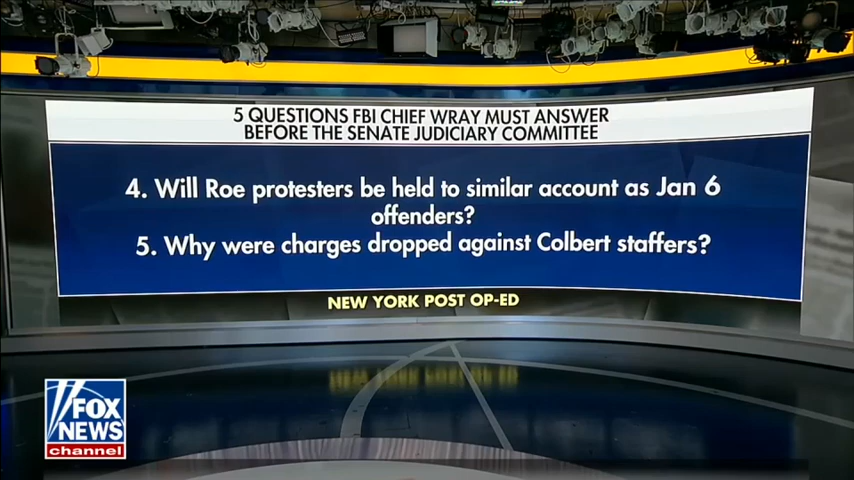 5 QUESTIONS FBI CHIEF WRAY MUST ANSWER
BEFORE THE SENATE JUDICIARY COMMITTEE
4. Will Roe protesters be held to similar account as Jan 6
offenders?
5. Why were charges dropped against Colbert staffers?
NEW YORK POST OP-ED
FOX
NEWS
channel